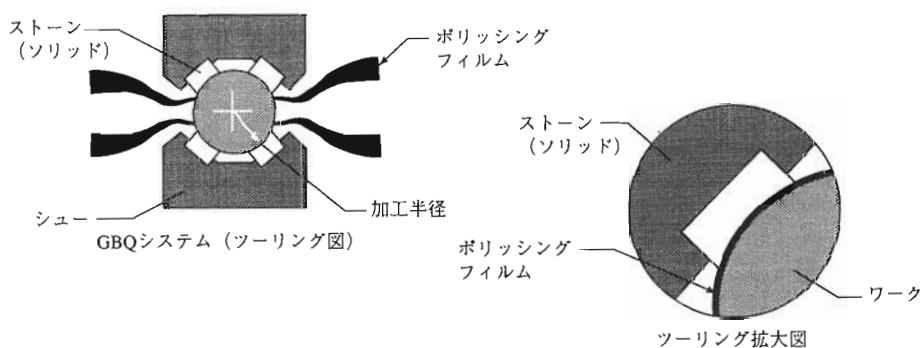 ストーン
（ソリッド）
ポリッシング
フィルム
シュー
加工半径
GBQシステム（ツーリング図）
ストーン
（ソリッド）
ポリッシング
フィルム
ワーク
ツーリング拡大図